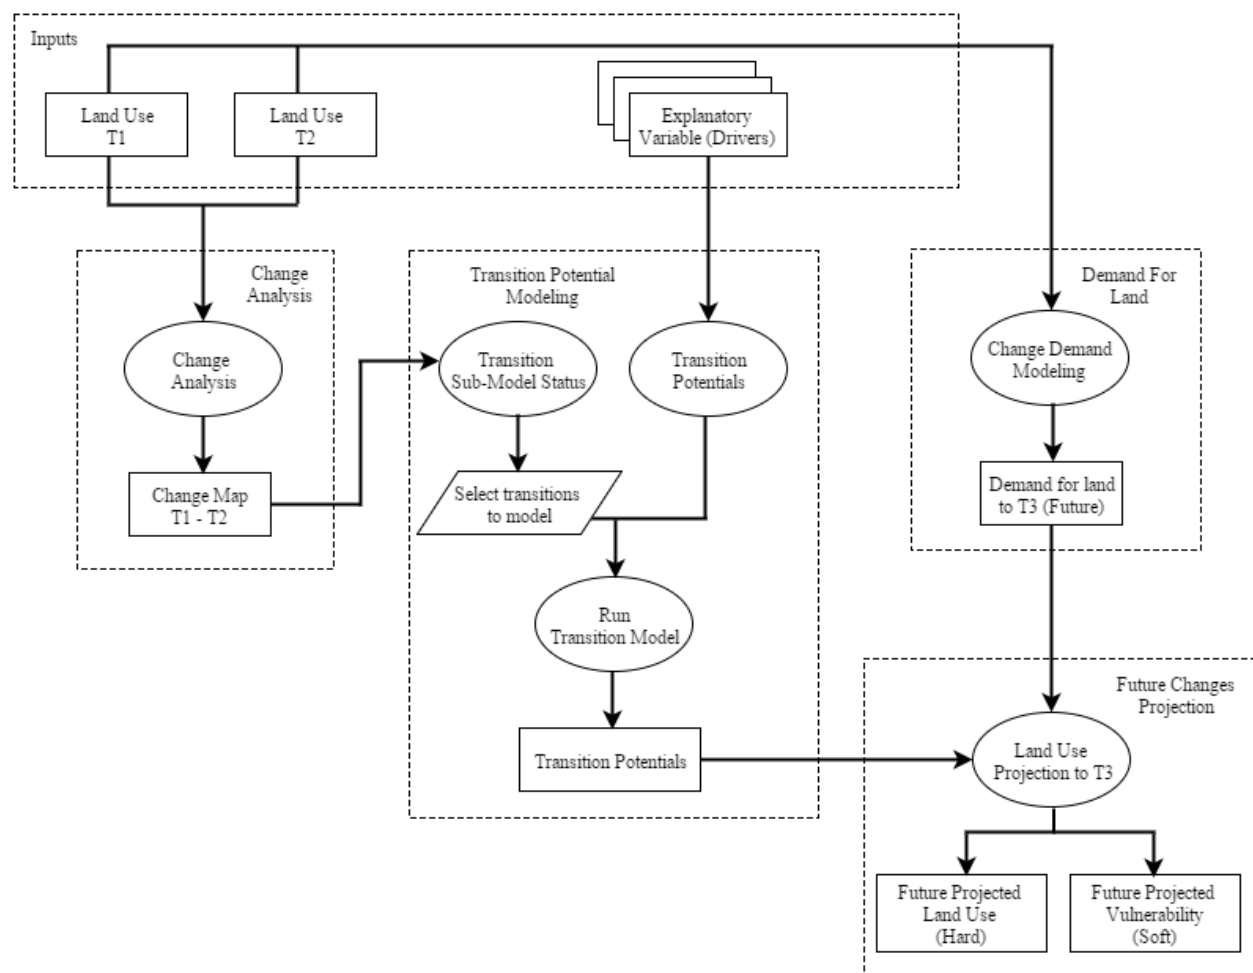 Inputs
Land Use
T1
Land Use
T2
Explanatory
Variable (Drivers)
Change
Analysis
Change
Analysis
Change Map
T1 - T2
Transition Potential
Modeling
Transition
Sub-Model Status
Transition
Potentials
Select transitions
to model
Run
Transition Model
Transition Potentials
Demand For
Land
Change Demand
Modeling
Demand for land
to T3 (Future)
Future Changes
Projection
Land Use
Projection to T3
Future Projected
Land Use
(Hard)
Future Projected
Vulnerability
(Soft)